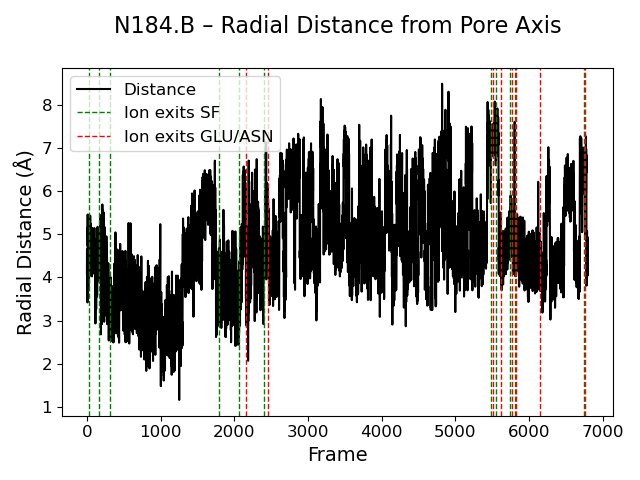 N184.B – Radial Distance from Pore Axis
Distance
Ion exits SF
Ion exits GLU/ASN
Radial Distance (Å)
8
7
6
5
4
3
2
1
0
1000
2000
3000
4000
5000
6000
7000
Frame